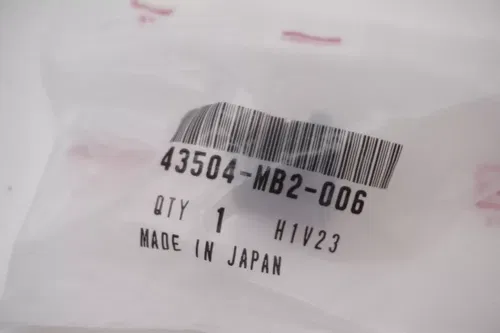 43504-MB2-006
QTY 1 H1V23
MADE IN JAPAN